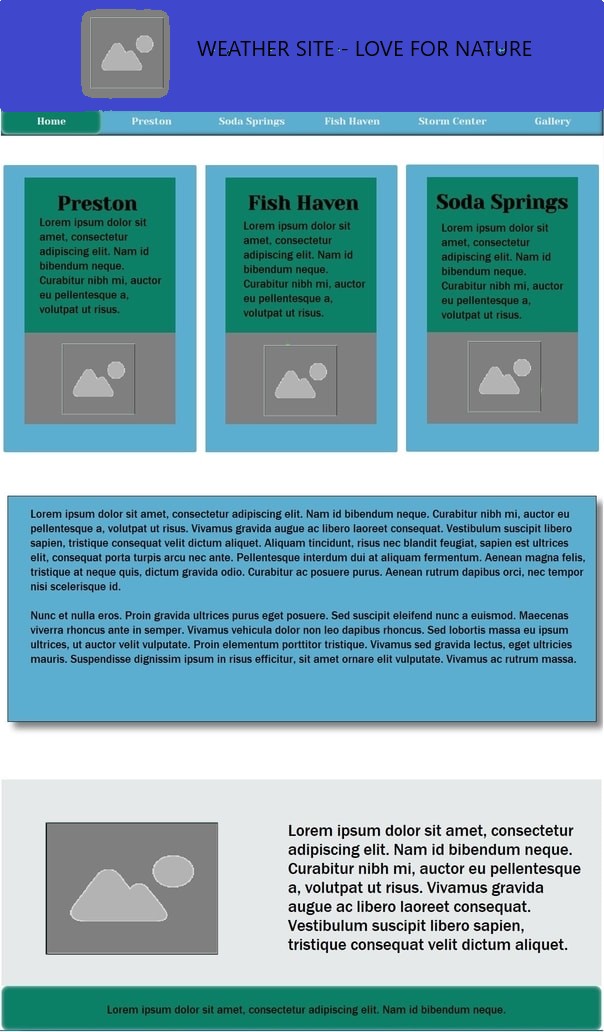 WEATHER SITE - LOVE FOR NATURE
Home Preston Soda Springs Fish Haven Storm Center Gallery
Preston
Lorem ipsum dolor sit
amet, consectetur
adipiscing elit. Nam id
bibendum neque.
Curabitur nibh mi, auctor
eu pellentesque a,
volutpat ut risus.
Fish Haven
Lorem ipsum dolor sit
amet, consectetur
adipiscing elit. Nam id
bibendum neque.
Curabitur nibh mi, auctor
eu pellentesque a,
volutpat ut risus.
Soda Springs
Lorem ipsum dolor sit
amet, consectetur
adipiscing elit. Nam id
bibendum neque.
Curabitur nibh mi, auctor
eu pellentesque a,
volutpat ut risus.
Lorem ipsum dolor sit amet, consectetur adipiscing elit. Nam id bibendum neque. Curabitur nibh mi, auctor eu
pellentesque a, volutpat ut risus. Vivamus gravida augue ac libero laoreet consequat. Vestibulum suscipit libero
sapien, tristique consequat velit dictum aliquet. Aliquam tincidunt, risus nec blandit feugiat, sapien est ultrices
elit, consequat porta turpis arcu nec ante. Pellentesque interdum dui at aliquam fermentum. Aenean magna felis,
tristique at neque quis, dictum gravida odio. Curabitur ac posuere purus. Aenean rutrum dapibus orci, nec tempor
nisi scelerisque id.
Nunc et nulla eros. Proin gravida ultrices purus eget posuere. Sed suscipit eleifend nunc a euismod. Maecenas
viverra rhoncus ante in semper. Vivamus vehicula dolor non leo dapibus rhoncus. Sed lobortis massa eu ipsum
ultrices, ut auctor velit vulputate. Proin elementum porttitor tristique. Vivamus sed gravida lectus, eget ultricies
mauris. Suspendisse dignissim ipsum in risus efficitur, sit amet ornare elit vulputate. Vivamus ac rutrum massa.
Lorem ipsum dolor sit amet, consectetur
adipiscing elit. Nam id bibendum neque.
Curabitur nibh mi, auctor eu pellentesque
a, volutpat ut risus. Vivamus gravida
augue ac libero laoreet consequat.
Vestibulum suscipit libero sapien,
tristique consequat velit dictum aliquet.
Lorem ipsum dolor sit amet, consectetur adipiscing elit. Nam id bibendum neque.